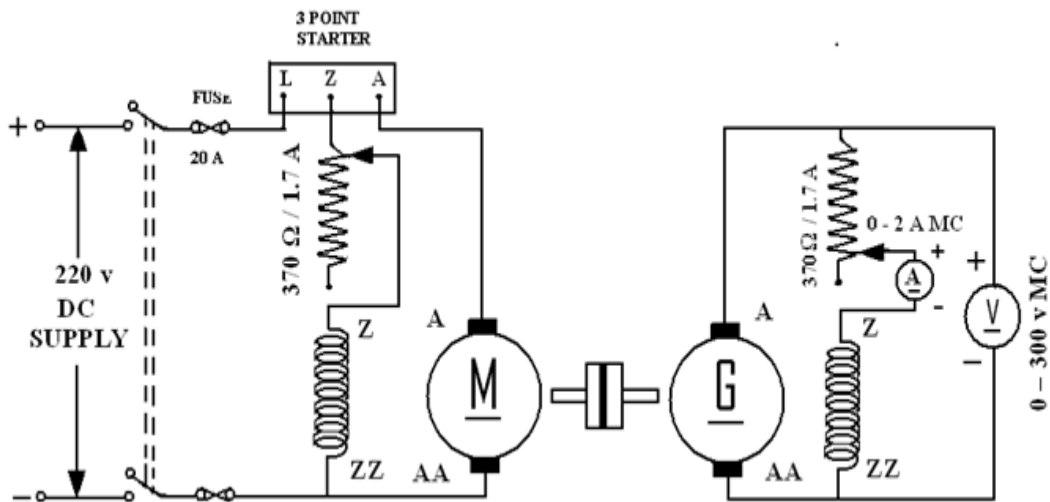 3 POINT
STARTER
L Z A
FUSE
20 A
+
370 Ω / 1.7 A
220 v
DC
SUPPLY
−
Z
ZZ
A
M
AA
A
G
AA
370 Ω / 1.7 A
0 - 2 A MC
+
A
-
Z
ZZ
+
V
−
0 – 300 v MC